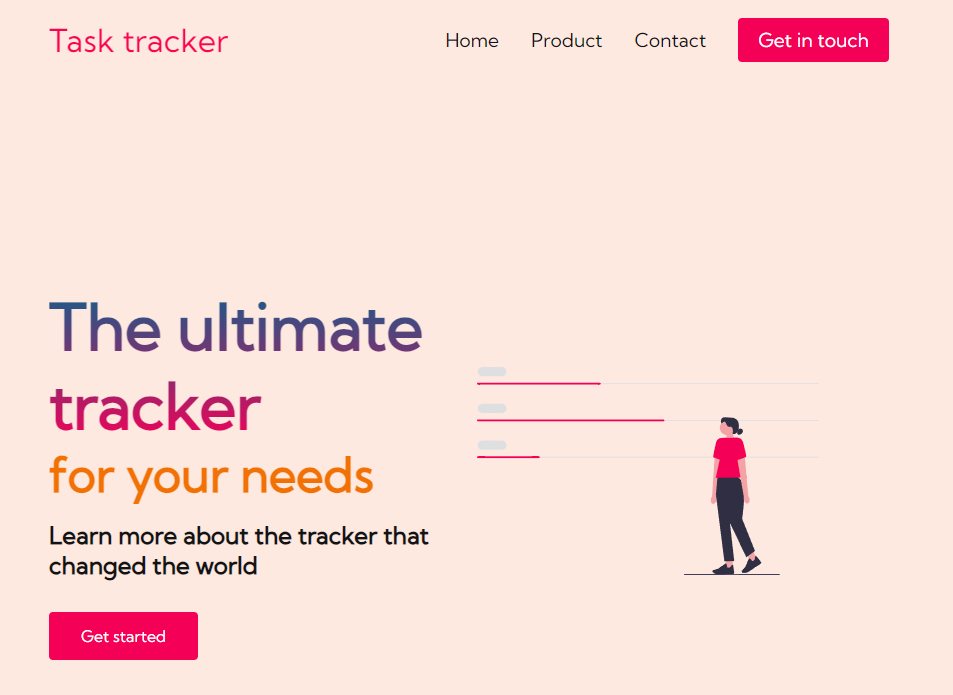 Task tracker
Home Product Contact Get in touch
The ultimate
tracker
for your needs
Learn more about the tracker that
changed the world
Get started